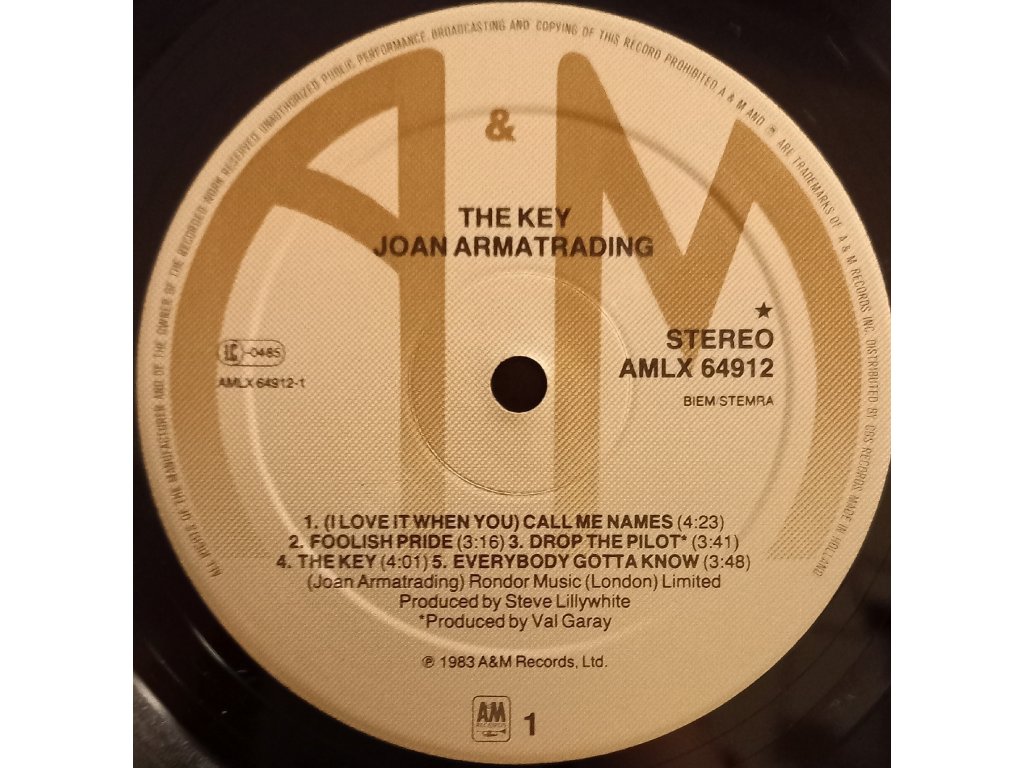 ALL RIGHTS OF THE MANUFACTURER AND OF THE OWNER OF THE RECORDED WORK RESERVED. UNAUTHORIZED PUBLIC PERFORMANCE, BROADCASTING AND COPYING OF THIS RECORD PROHIBITED. A & M AND ARE TRADEMARKS OF A & M RECORDS INC. DISTRIBUTED BY CBS RECORDS MADE IN HOLLAND
A & M
THE KEY
JOAN ARMATRADING
★
STEREO
AMLX 64912
BIEM/STEMRA
LC-0485
AMLX 64912-1
1. (I LOVE IT WHEN YOU) CALL ME NAMES (4:23)
2. FOOLISH PRIDE (3:16) 3. DROP THE PILOT* (3:41)
4. THE KEY (4:01) 5. EVERYBODY GOTTA KNOW (3:48)
(Joan Armatrading) Rondor Music (London) Limited
Produced by Steve Lillywhite
*Produced by Val Garay
℗ 1983 A&M Records, Ltd.
AM
RECORDS
1